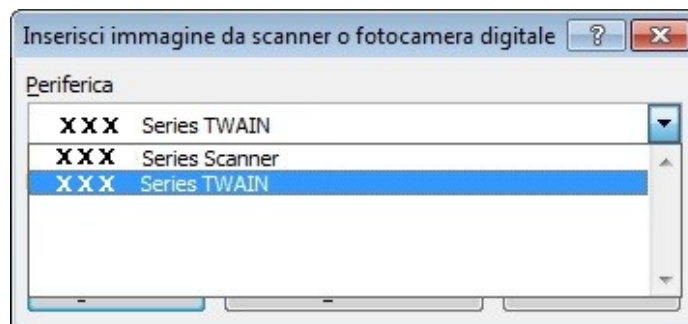 Inserisci immagine da scanner o fotocamera digitale
Periferica
XXX Series TWAIN
XXX Series Scanner
XXX Series TWAIN